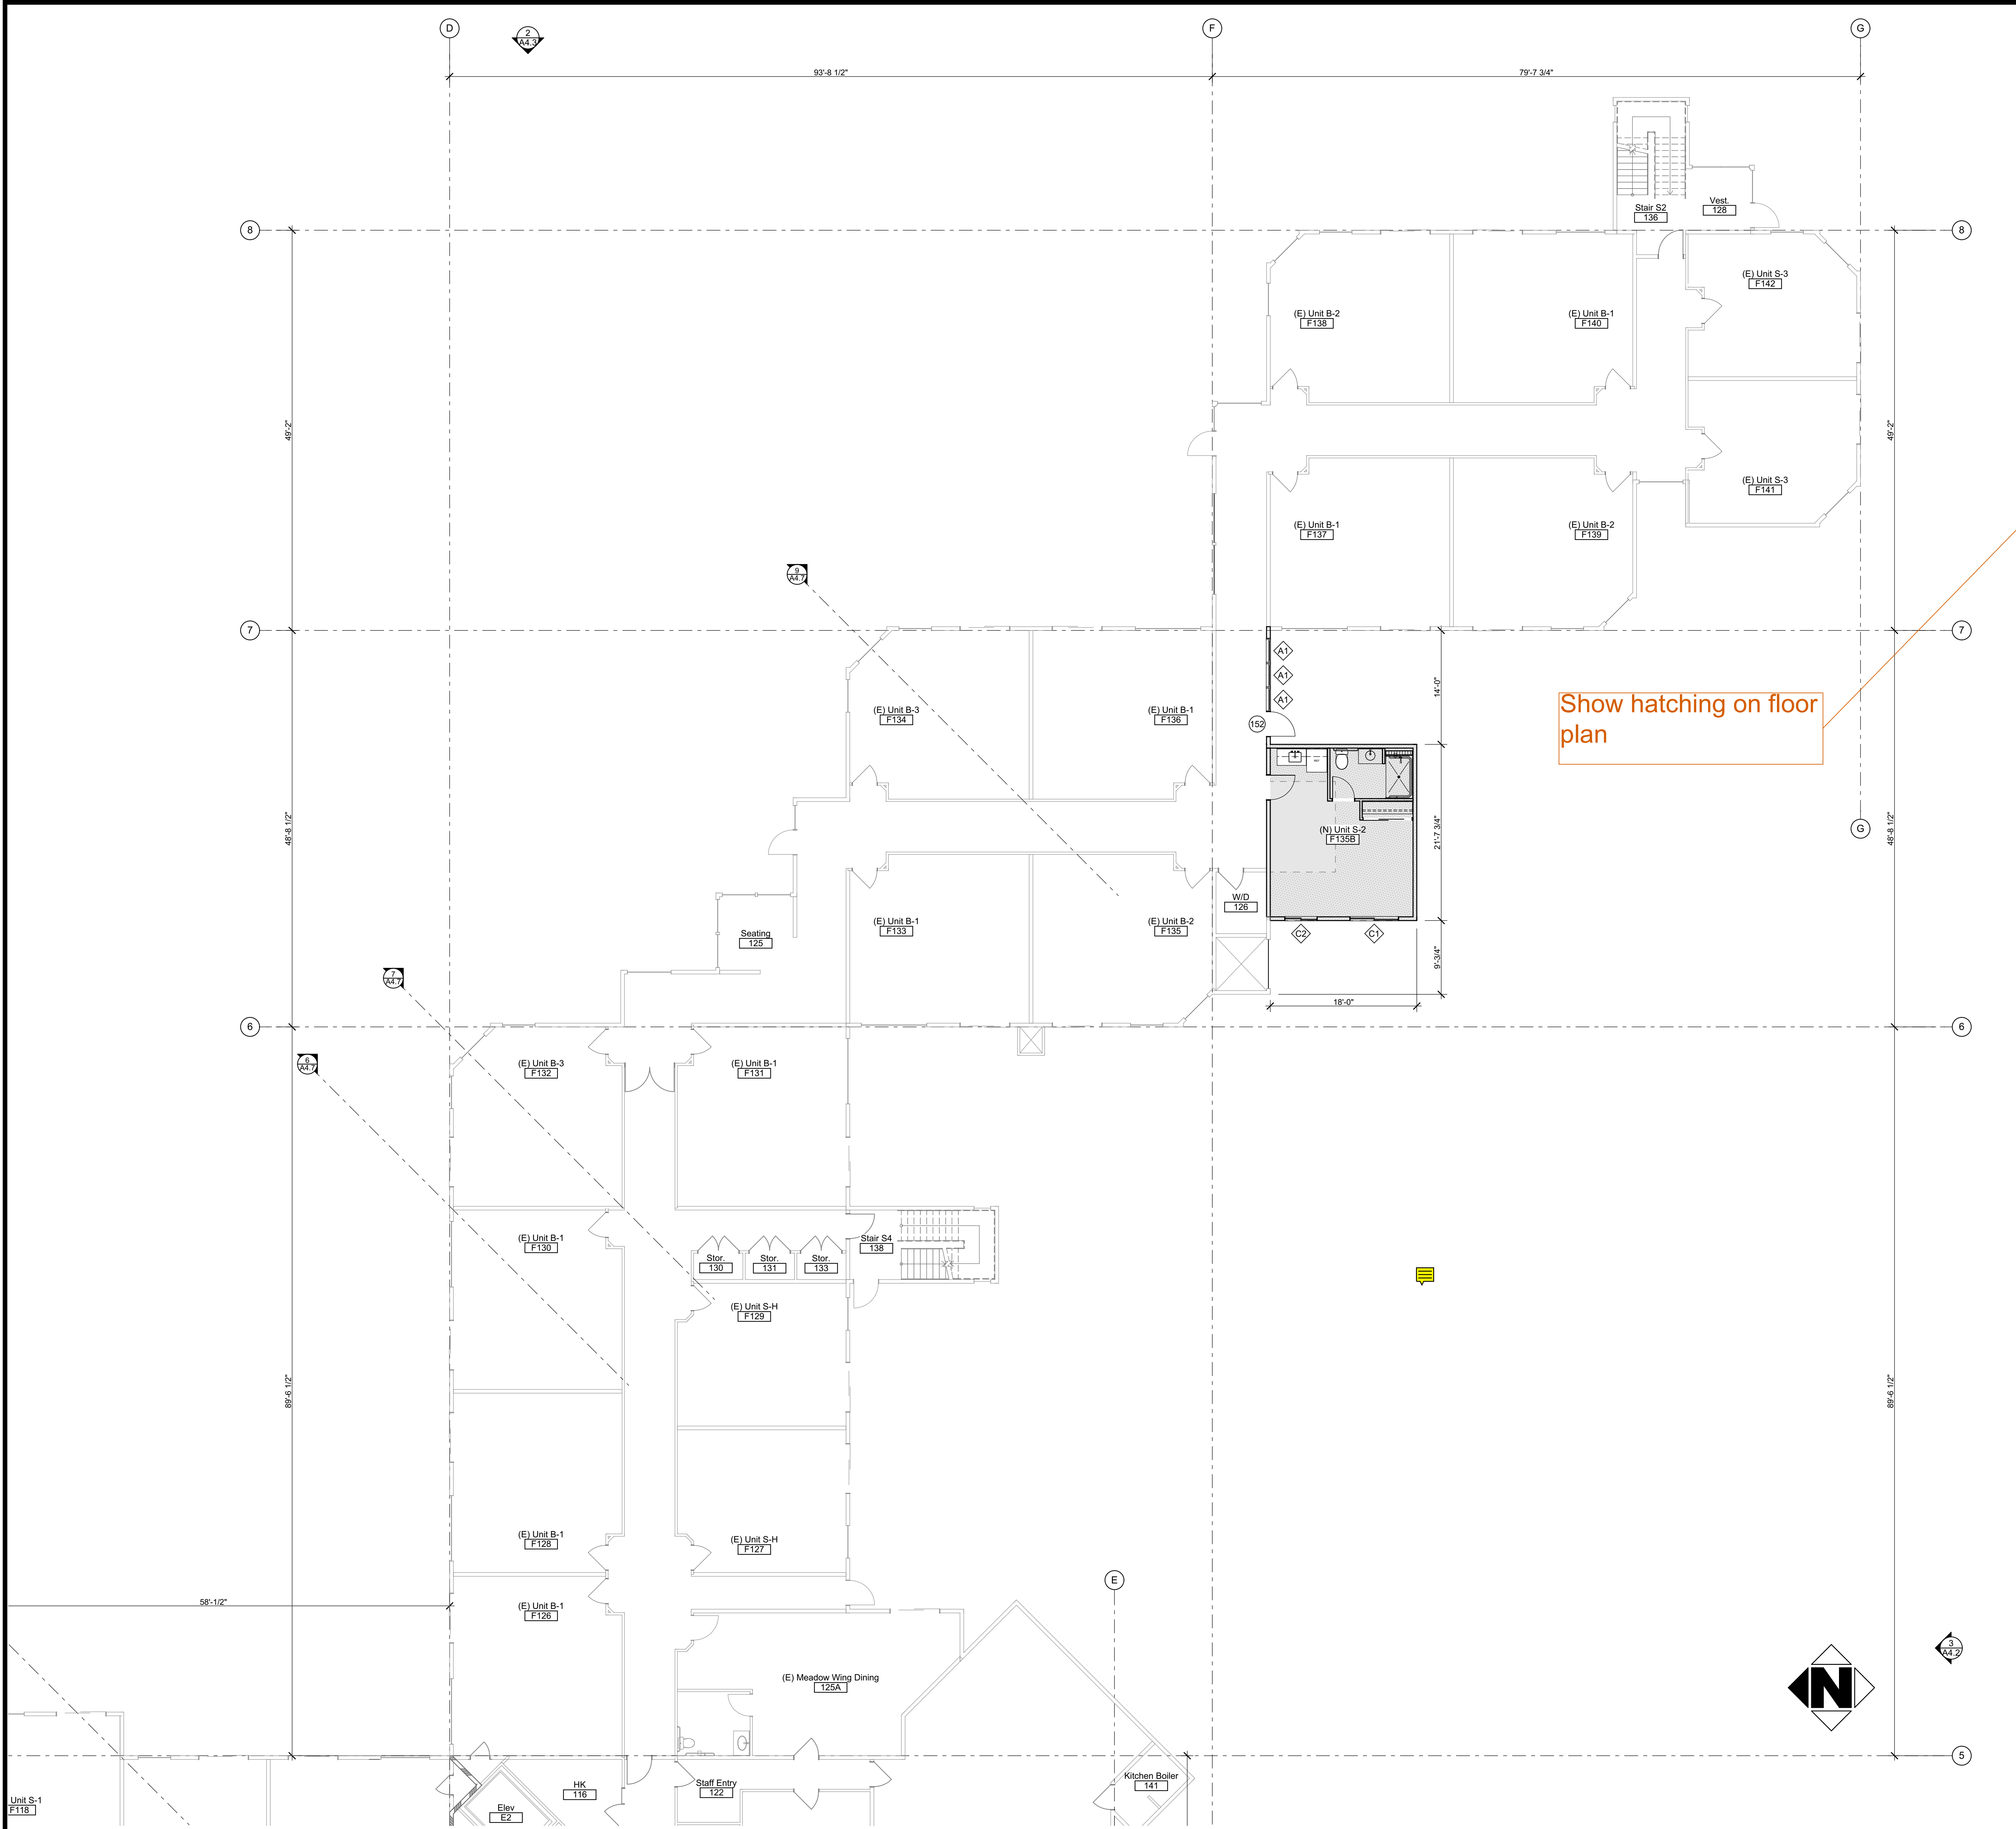 D
2
A4.3
F
G
93'-8 1/2"
79'-7 3/4"
Stair S2
136
Vest.
128
8
8
(E) Unit S-3
F142
(E) Unit B-2
F138
(E) Unit B-1
F140
49'-2"
49'-2"
(E) Unit S-3
F141
(E) Unit B-1
F137
(E) Unit B-2
F139
9
A4.7
7
7
A1
A1
A1
14'-0"
Show hatching on floor
plan
(E) Unit B-3
F134
(E) Unit B-1
F136
152
48'-8 1/2"
(N) Unit S-2
F135B
21'-7 3/4"
G
48'-8 1/2"
W/D
126
(E) Unit B-1
F133
(E) Unit B-2
F135
Seating
125
C2
C1
9'-3/4"
7
A4.7
18'-0"
6
6
6
A4.7
(E) Unit B-3
F132
(E) Unit B-1
F131
(E) Unit B-1
F130
Stair S4
138
Stor.
130
Stor.
131
Stor.
133
(E) Unit S-H
F129
89'-6 1/2"
89'-6 1/2"
(E) Unit B-1
F128
(E) Unit S-H
F127
E
58'-1/2"
(E) Unit B-1
F126
3
A4.2
(E) Meadow Wing Dining
125A
N
5
Kitchen Boiler
141
Staff Entry
122
HK
116
Unit S-1
F118
Elev
E2